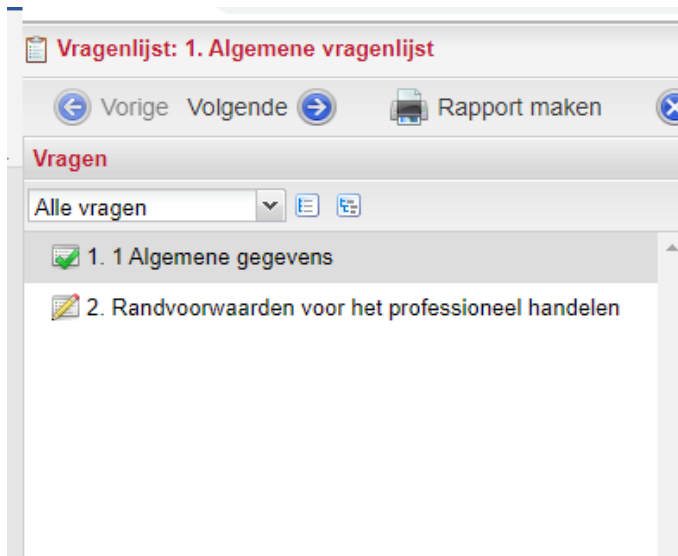 Vragenlijst: 1. Algemene vragenlijst
Vorige Volgende Rapport maken
Vragen
Alle vragen
1. 1 Algemene gegevens
2. Randvoorwaarden voor het professioneel handelen